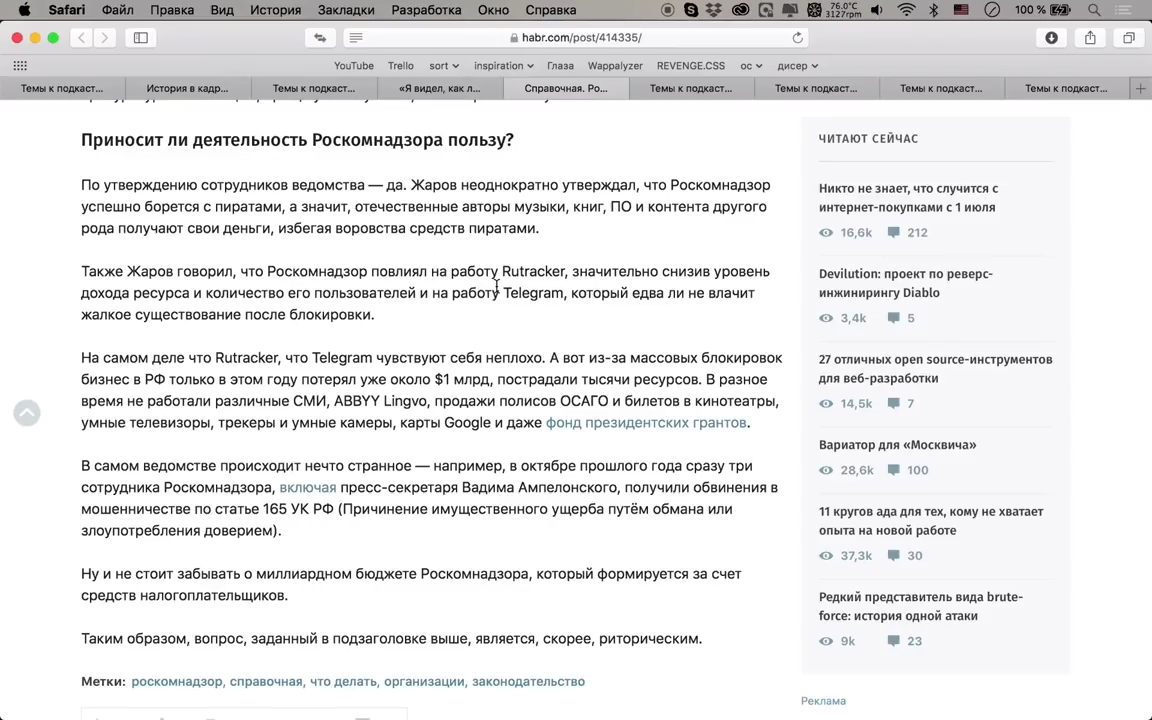 Safari Файл Правка Вид История Закладки Разработка Окно Справка 76.0°C 3127rpm 100 %
habr.com/post/414335/
YouTube Trello sort inspiration Глаза Wappalyzer REVENGE.CSS ос дисер
Темы к подкаст... История в кадр... Темы к подкаст... «Я видел, как л... Справочная. Ро... Темы к подкаст... Темы к подкаст... Темы к подкаст... Темы к подкаст...
Приносит ли деятельность Роскомнадзора пользу?
По утверждению сотрудников ведомства — да. Жаров неоднократно утверждал, что Роскомнадзор
успешно борется с пиратами, а значит, отечественные авторы музыки, книг, ПО и контента другого
рода получают свои деньги, избегая воровства средств пиратами.
Также Жаров говорил, что Роскомнадзор повлиял на работу Rutracker, значительно снизив уровень
дохода ресурса и количество его пользователей и на работу Telegram, который едва ли не влачит
жалкое существование после блокировки.
На самом деле что Rutracker, что Telegram чувствуют себя неплохо. А вот из-за массовых блокировок
бизнес в РФ только в этом году потерял уже около $1 млрд, пострадали тысячи ресурсов. В разное
время не работали различные СМИ, ABBYY Lingvo, продажи полисов ОСАГО и билетов в кинотеатры,
умные телевизоры, трекеры и умные камеры, карты Google и даже фонд президентских грантов.
В самом ведомстве происходит нечто странное — например, в октябре прошлого года сразу три
сотрудника Роскомнадзора, включая пресс-секретаря Вадима Ампелонского, получили обвинения в
мошенничестве по статье 165 УК РФ (Причинение имущественного ущерба путём обмана или
злоупотребления доверием).
Ну и не стоит забывать о миллиардном бюджете Роскомнадзора, который формируется за счет
средств налогоплательщиков.
Таким образом, вопрос, заданный в подзаголовке выше, является, скорее, риторическим.
Метки: роскомнадзор, справочная, что делать, организации, законодательство
ЧИТАЮТ СЕЙЧАС
Никто не знает, что случится с
интернет-покупками с 1 июля
16,6k 212
Devilution: проект по реверс-
инжинирингу Diablo
3,4k 5
27 отличных open source-инструментов
для веб-разработки
14,5k 7
Вариатор для «Москвича»
28,6k 100
11 кругов ада для тех, кому не хватает
опыта на новой работе
37,3k 30
Редкий представитель вида brute-
force: история одной атаки
9k 23
Реклама